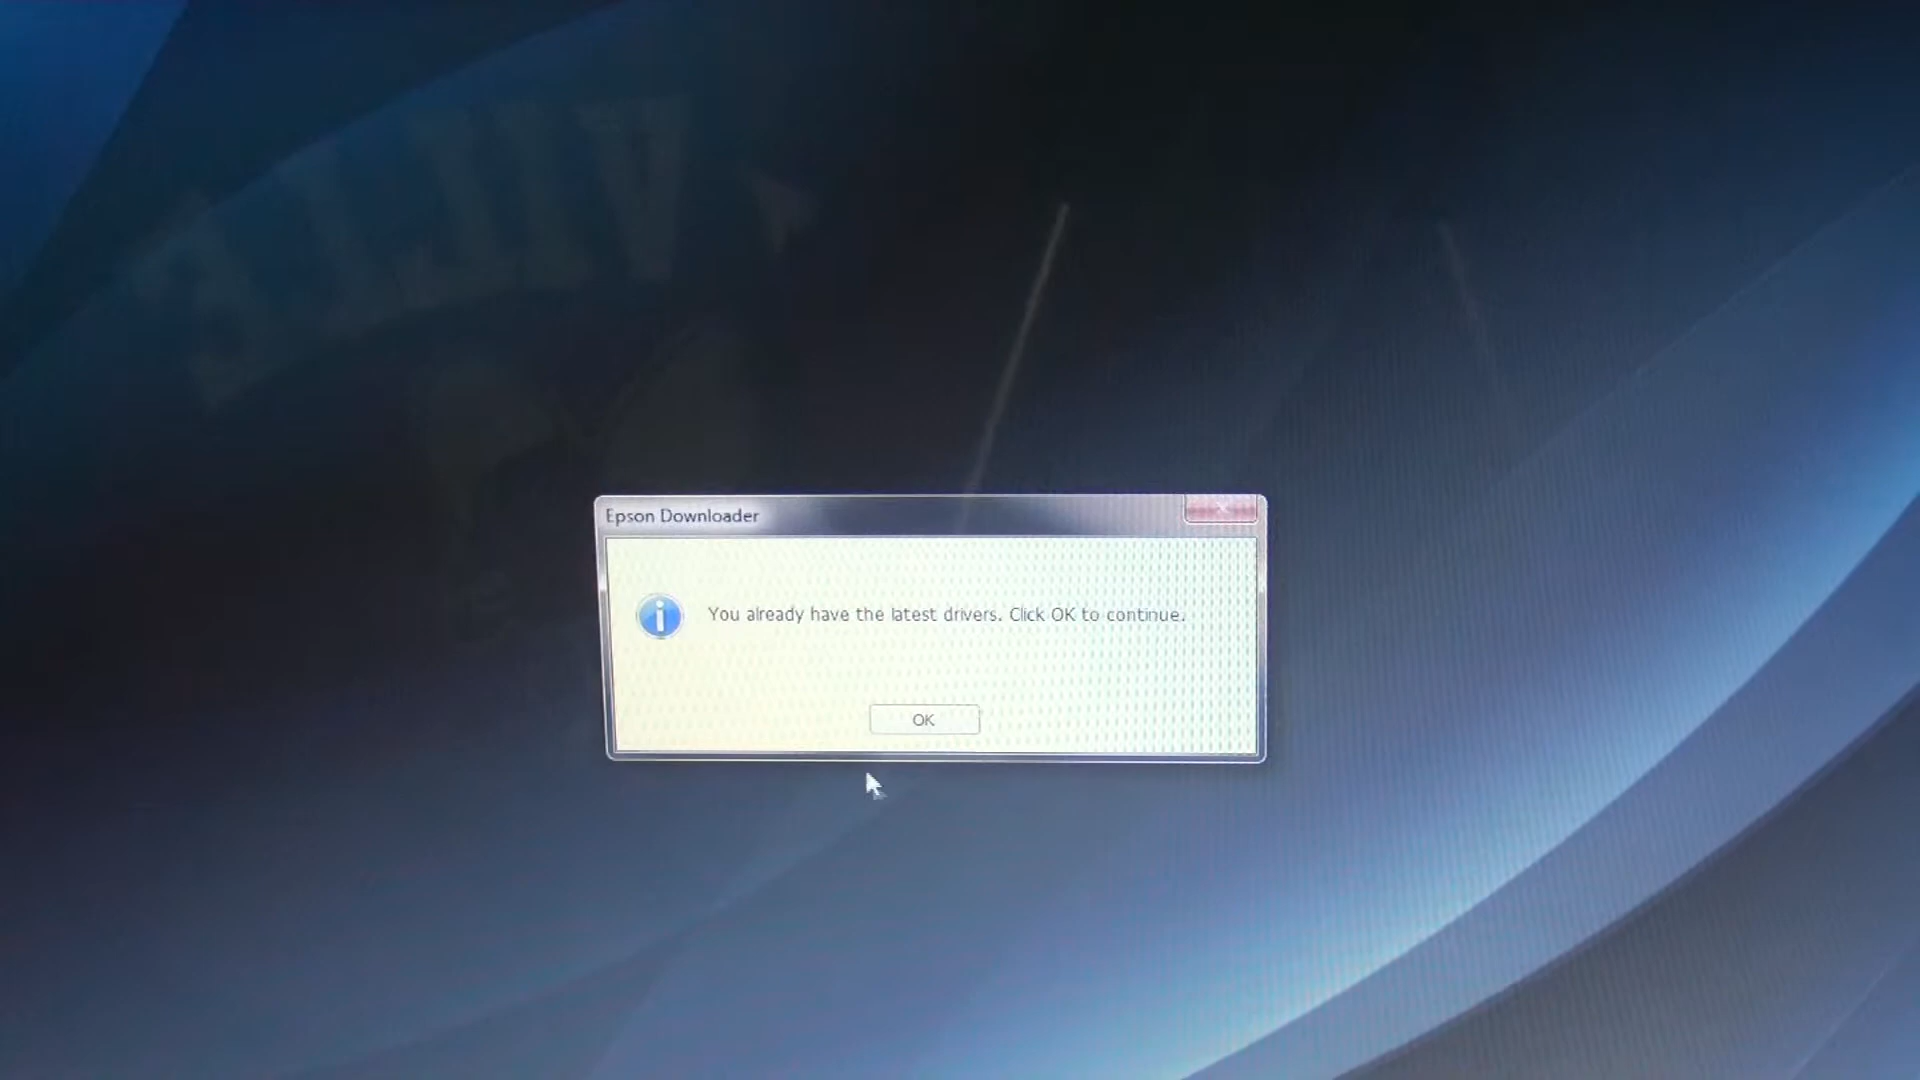 Epson Downloader
You already have the latest drivers. Click OK to continue.
OK